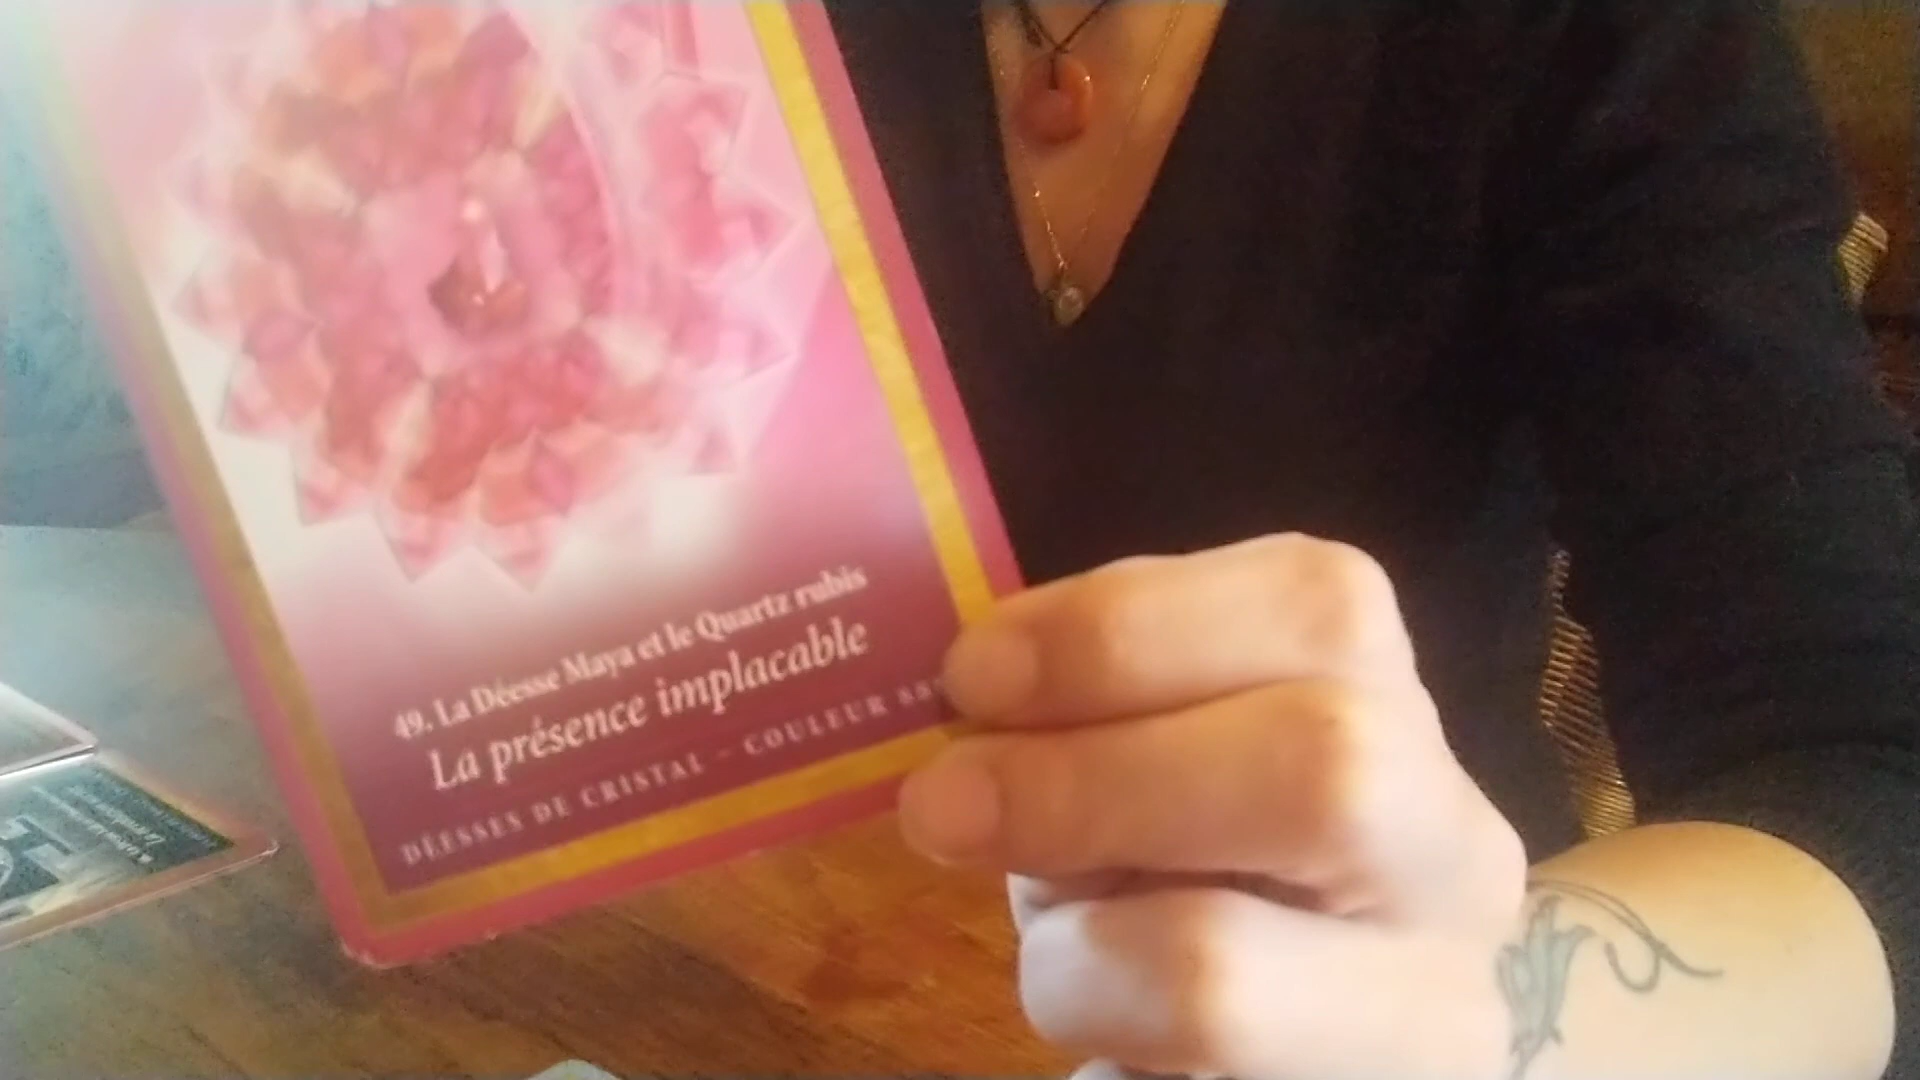 49. La Déesse Maya et le Quartz rubis
La présence implacable
DÉESSES DE CRISTAL – COULEUR